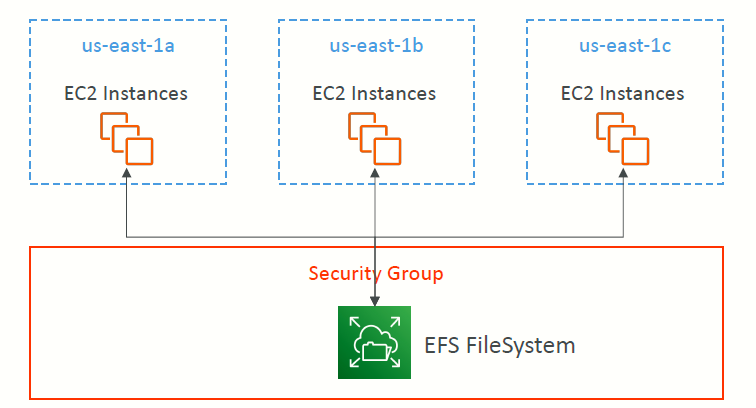 us-east-1a
us-east-1b
us-east-1c
EC2 Instances
EC2 Instances
EC2 Instances
Security Group
EFS FileSystem